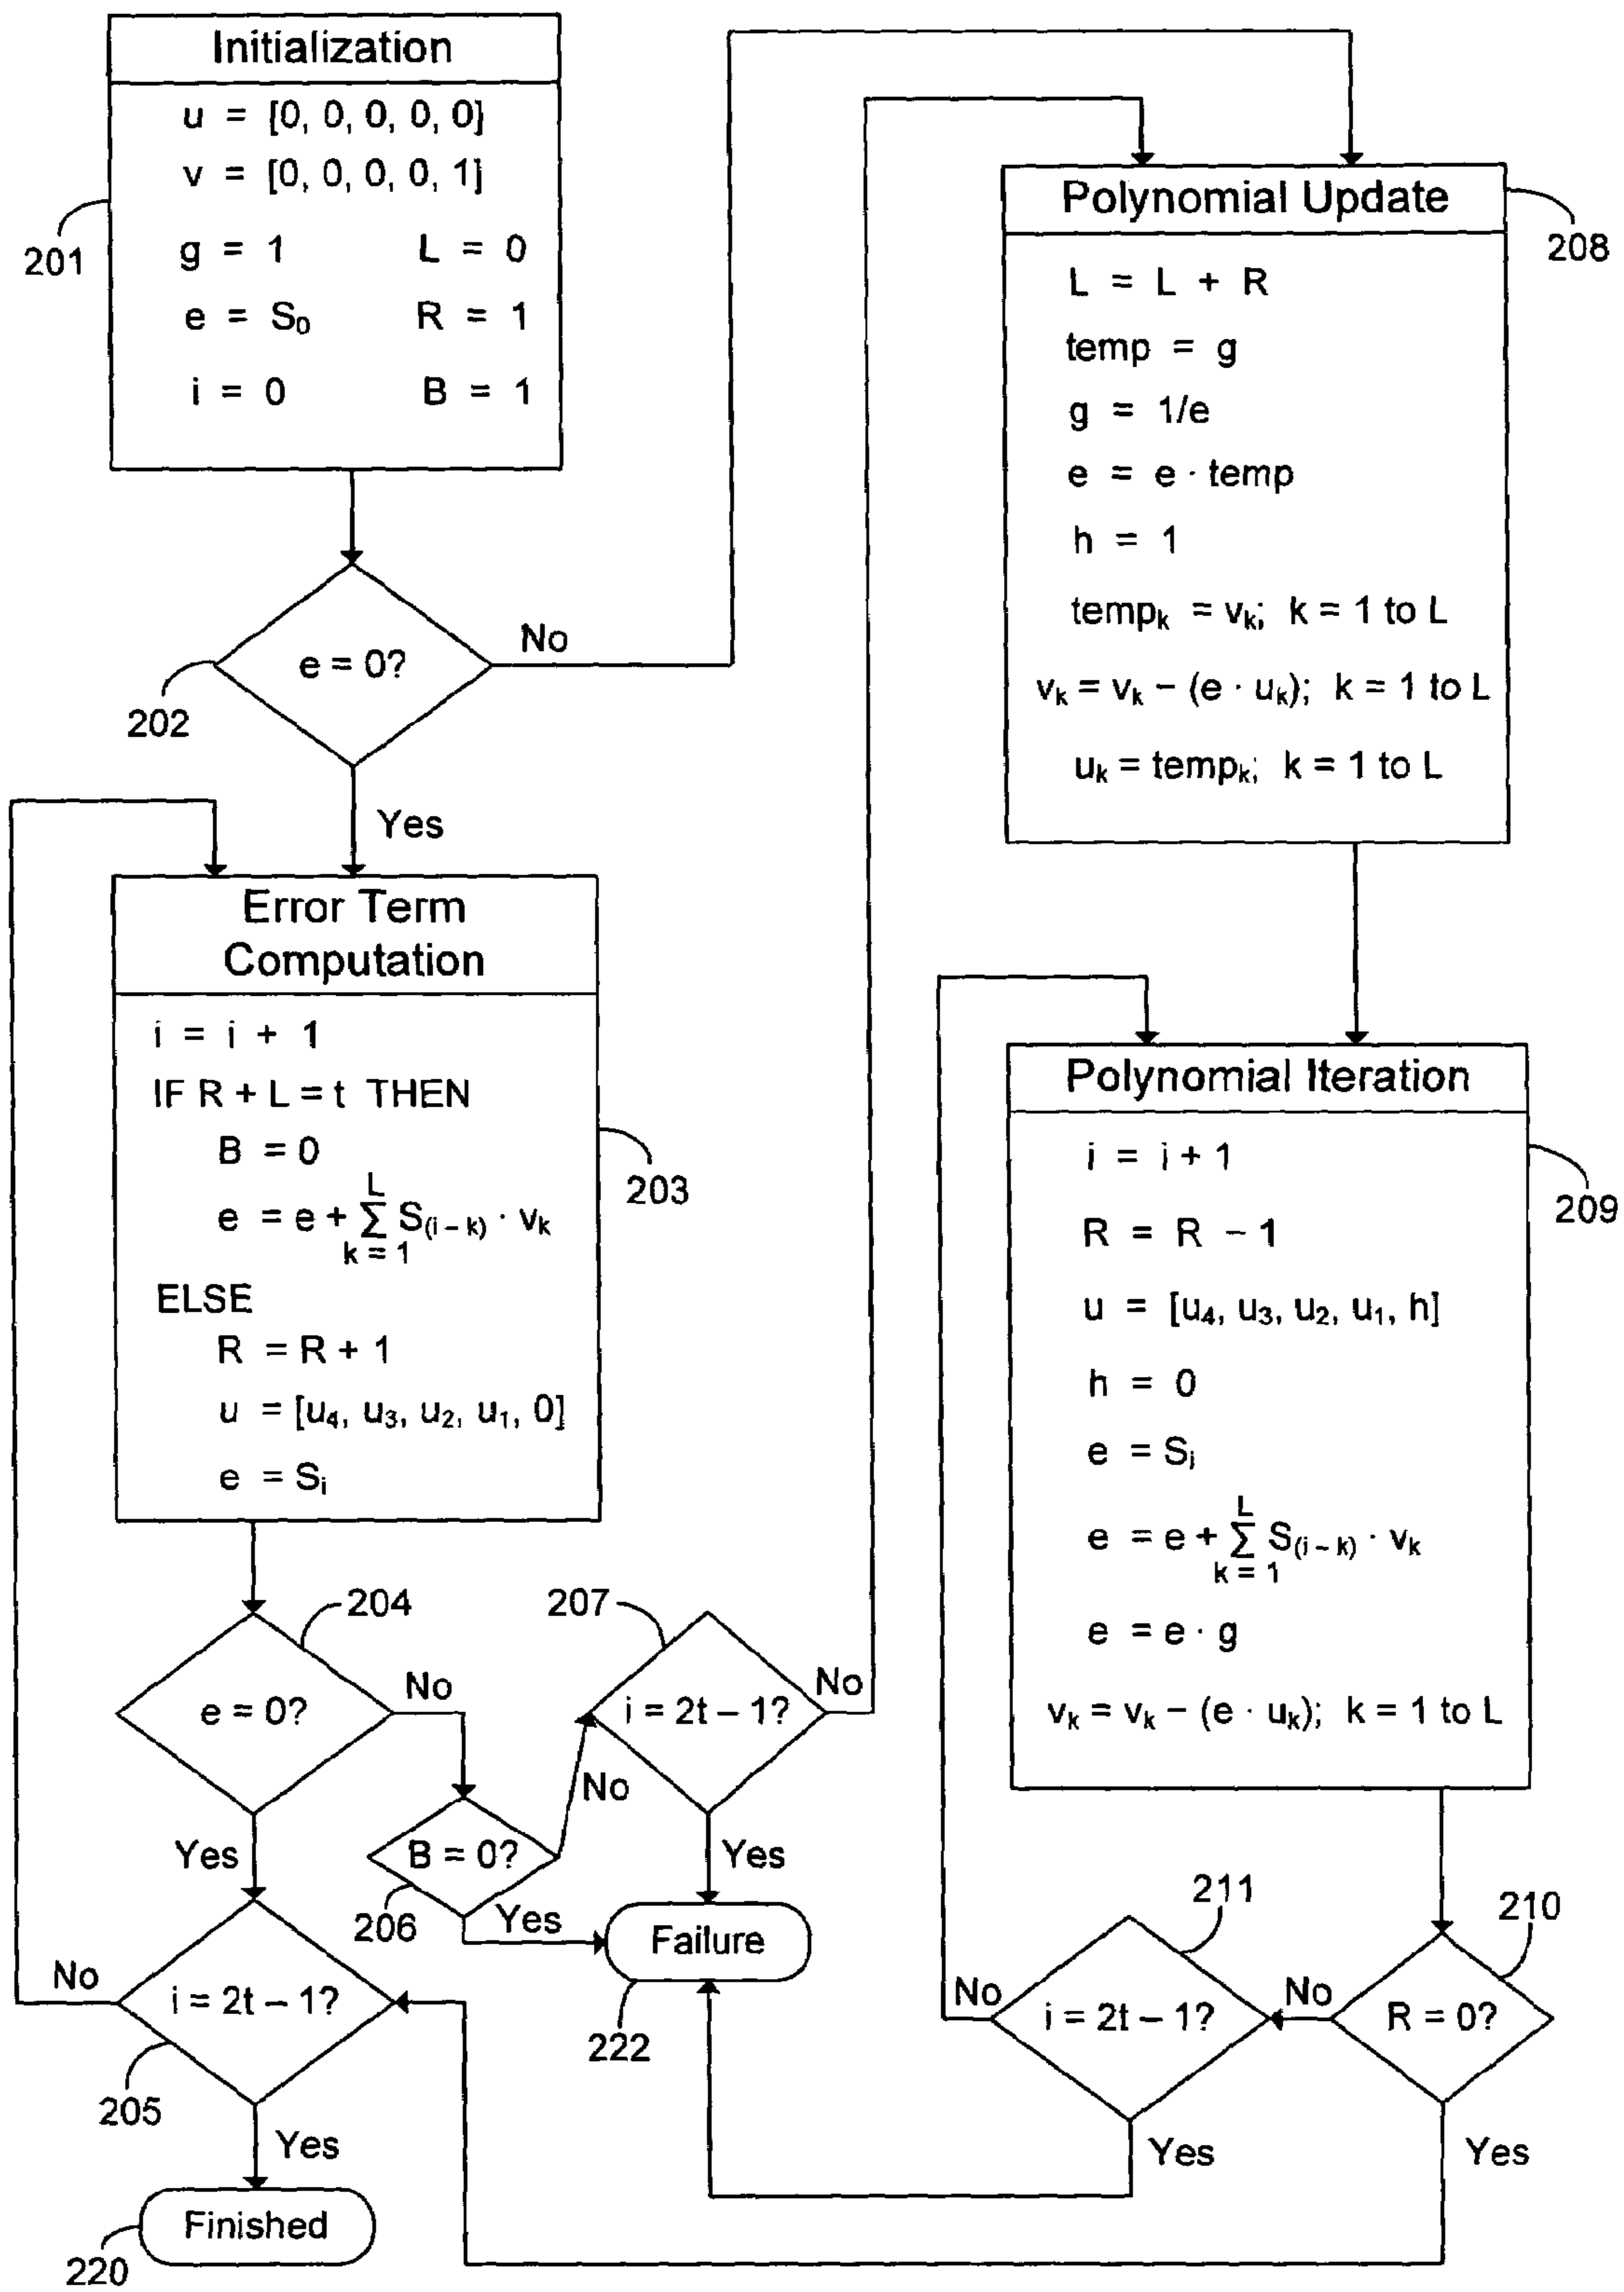 Initialization
u = [0, 0, 0, 0, 0]
v = [0, 0, 0, 0, 1]
g = 1 L = 0
e = S₀ R = 1
i = 0 B = 1
201
e = 0?
202
No
Yes
Error Term
Computation
i = i + 1
IF R + L = t THEN
B = 0
e = e + ∑ S₍ᵢ₋ₖ₎ · vₖ
L
k = 1
ELSE
R = R + 1
u = [u₄, u₃, u₂, u₁, 0]
e = Sᵢ
203
204
e = 0?
No
Yes
B = 0?
206
No
Yes
207
i = 2t – 1?
No
Yes
Failure
222
i = 2t – 1?
205
No
Yes
Finished
220
Polynomial Update
208
L = L + R
temp = g
g = 1/e
e = e · temp
h = 1
tempₖ = vₖ; k = 1 to L
vₖ = vₖ – (e · uₖ); k = 1 to L
uₖ = tempₖ; k = 1 to L
Polynomial Iteration
209
i = i + 1
R = R – 1
u = [u₄, u₃, u₂, u₁, h]
h = 0
e = Sᵢ
e = e + ∑ S₍ᵢ₋ₖ₎ · vₖ
L
k = 1
e = e · g
vₖ = vₖ – (e · uₖ); k = 1 to L
211
210
i = 2t – 1?
No
R = 0?
No
Yes
Yes